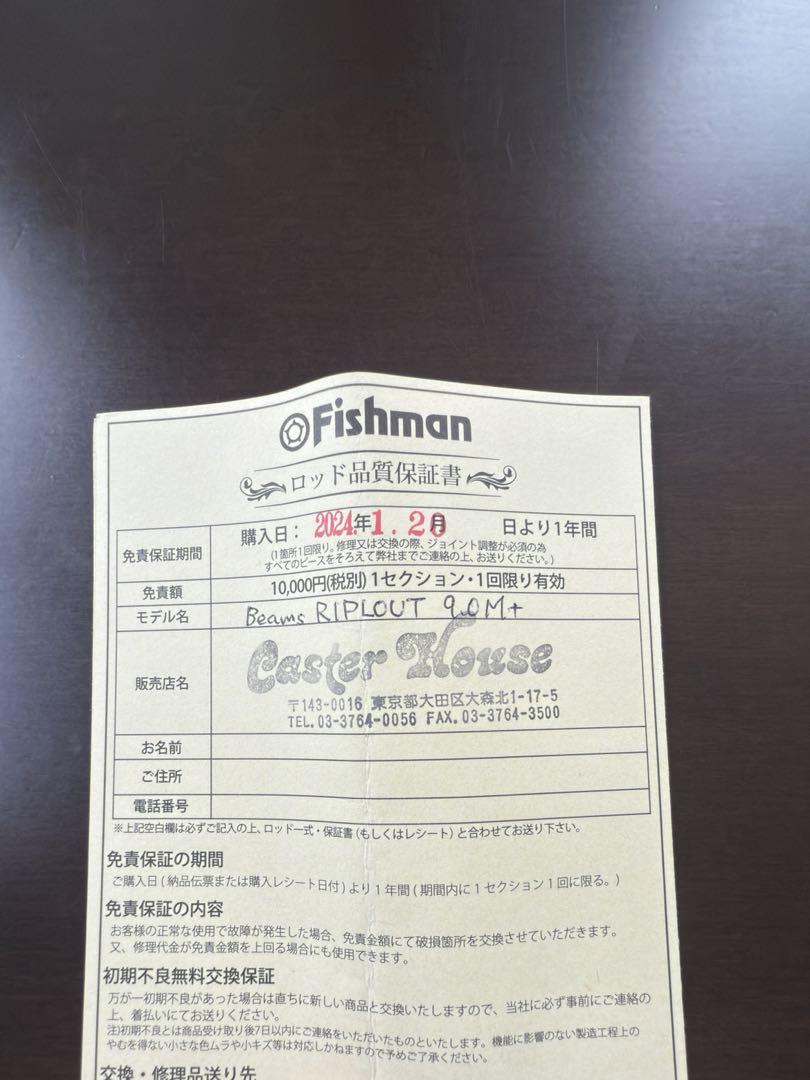 Fishman
ロッド品質保証書
免責保証期間
購入日： 2024.年1.20月 日より1年間
(1箇所1回限り。修理又は交換の際、ジョイント調整が必須の為
すべてのピースをそろえて弊社までご連絡の上、お送りください。)
免責額 10,000円(税別) 1セクション・1回限り有効
モデル名 Beams RIPLOUT 9.0M+
販売店名
Caster House
〒143-0016 東京都大田区大森北1-17-5
TEL.03-3764-0056 FAX.03-3764-3500
お名前
ご住所
電話番号
※上記空白欄は必ずご記入の上、ロッド一式・保証書(もしくはレシート)と合わせてお送り下さい。
免責保証の期間
ご購入日(納品伝票または購入レシート日付)より1年間(期間内に1セクション1回に限る。)
免責保証の内容
お客様の正常な使用で故障が発生した場合、免責金額にて破損箇所を交換させていただきます。
又、修理代金が免責金額を上回る場合にも使用できます。
初期不良無料交換保証
万が一初期不良があった場合は直ちに新しい商品と交換いたしますので、当社に必ず事前にご連絡の
上、着払いにてお送りください。
注)初期不良とは商品受け取り後7日以内にご連絡をいただいたものといたします。機能に影響のない製造工程上の
やむを得ない小さな色ムラや小キズ等は対応しかねますので予めご了承ください。
交換・修理品送り先